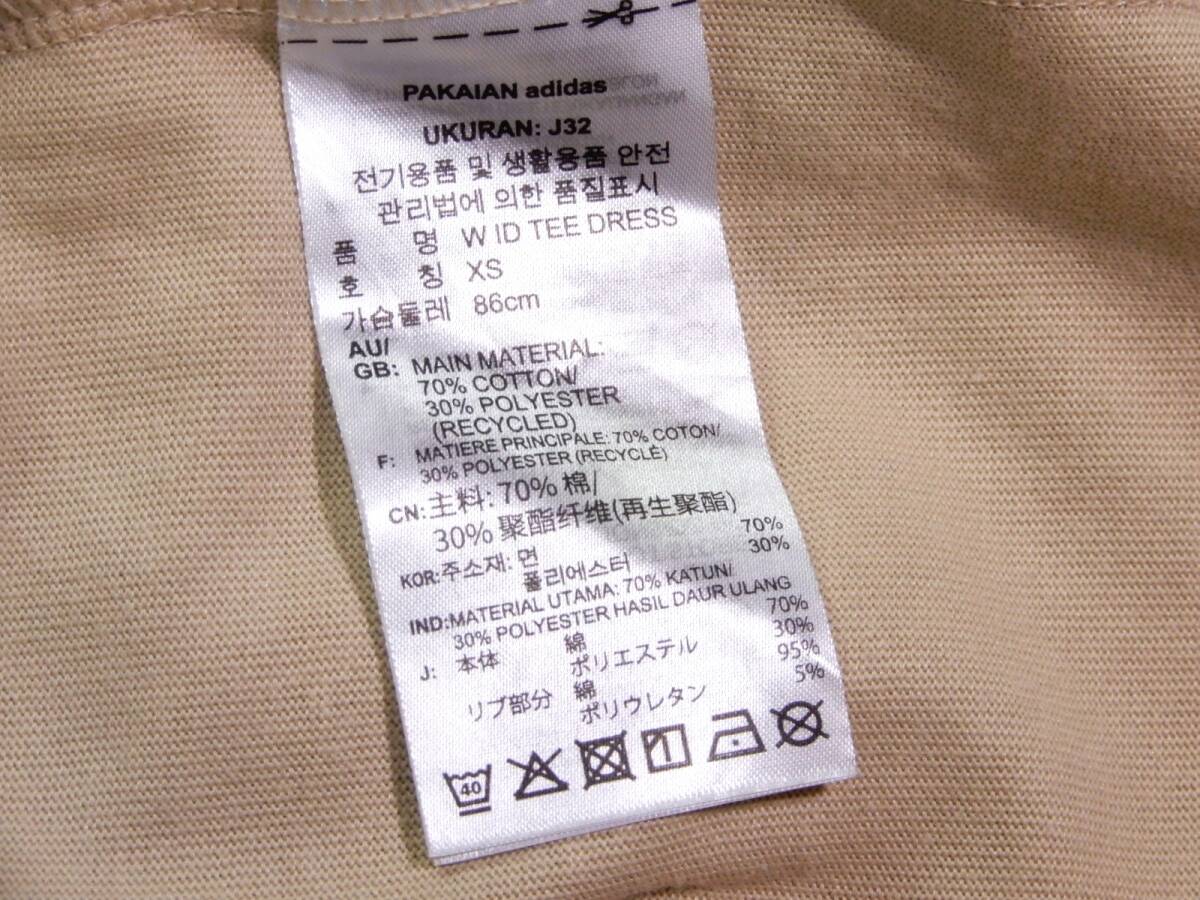 PAKAIAN adidas
UKURAN: J32
전기용품 및 생활용품 안전
관리법에 의한 품질표시
품 명 W ID TEE DRESS
호 칭 XS
가슴둘레 86cm
AU/
GB: MAIN MATERIAL:
70% COTTON/
30% POLYESTER
(RECYCLED)
F: MATIERE PRINCIPALE: 70% COTON/
30% POLYESTER (RECYCLÉ)
CN: 主料: 70% 棉/
30% 聚酯纤维(再生聚酯)
KOR: 주소재: 면 70%
폴리에스터 30%
IND: MATERIAL UTAMA: 70% KATUN/
30% POLYESTER HASIL DAUR ULANG
J: 本体 綿 70%
ポリエステル 30%
リブ部分 綿 95%
ポリウレタン 5%
40